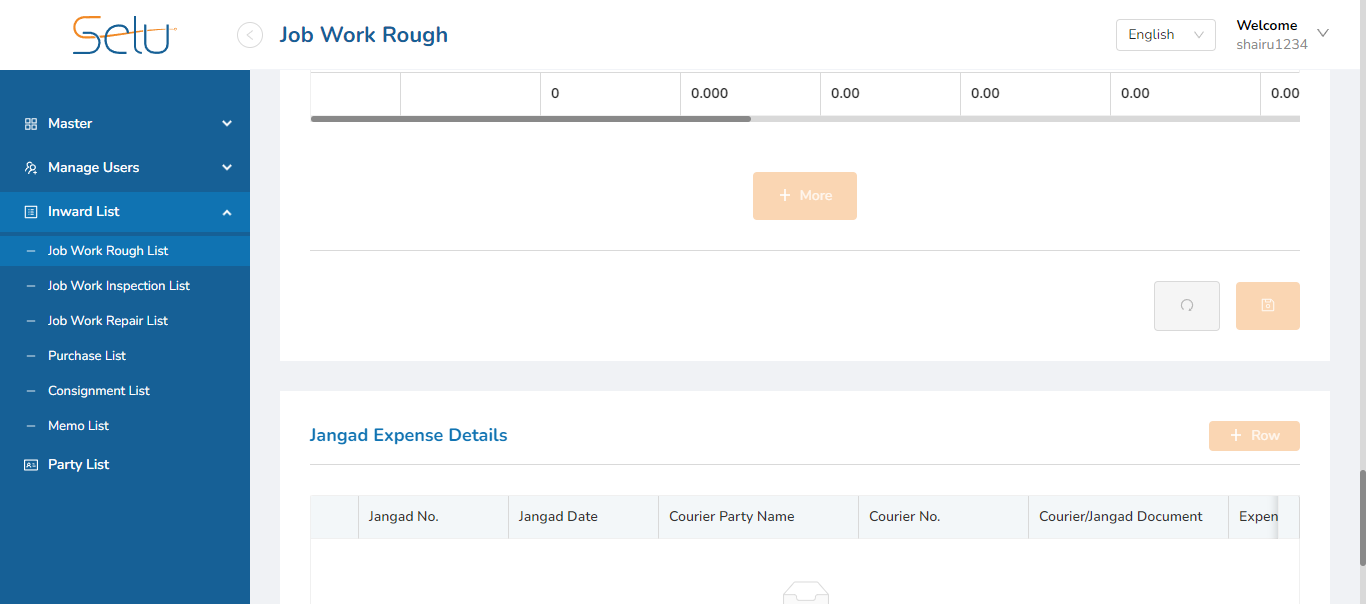 Selu
Job Work Rough
English
Welcome
shairu1234
Master
Manage Users
Inward List
Job Work Rough List
Job Work Inspection List
Job Work Repair List
Purchase List
Consignment List
Memo List
Party List
0 0.000 0.00 0.00 0.00 0.00
+ More
Jangad Expense Details
+ Row
Jangad No. Jangad Date Courier Party Name Courier No. Courier/Jangad Document Expen